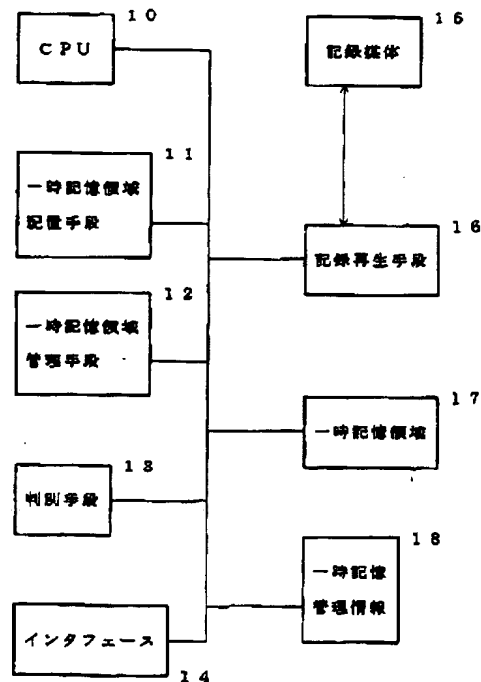 10
CPU
11
一時記憶領域
配置手段
12
一時記憶領域
管理手段
13
判別手段
インタフェース
14
15
記録媒体
16
記録再生手段
17
一時記憶領域
18
一時記憶
管理情報